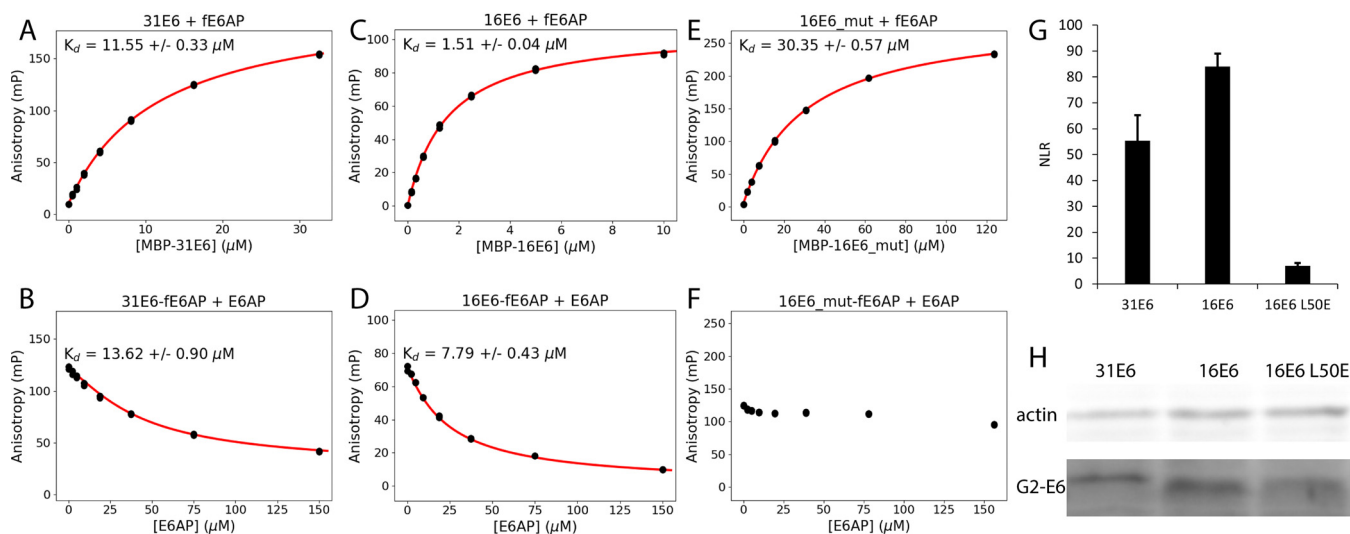 A
31E6 + fE6AP
Kd = 11.55 +/- 0.33 μM
Anisotropy (mP)
150
100
50
0
0 10 20 30
[MBP-31E6] (μM)
C
16E6 + fE6AP
Kd = 1.51 +/- 0.04 μM
Anisotropy (mP)
100
80
60
40
20
0
0 2 4 6 8 10
[MBP-16E6] (μM)
E
16E6_mut + fE6AP
Kd = 30.35 +/- 0.57 μM
Anisotropy (mP)
250
200
150
100
50
0
0 20 40 60 80 100 120
[MBP-16E6_mut] (μM)
G
NLR
100
90
80
70
60
50
40
30
20
10
0
31E6 16E6 16E6 L50E
B
31E6-fE6AP + E6AP
Kd = 13.62 +/- 0.90 μM
Anisotropy (mP)
150
100
50
0
0 25 50 75 100 125 150
[E6AP] (μM)
D
16E6-fE6AP + E6AP
Kd = 7.79 +/- 0.43 μM
Anisotropy (mP)
100
80
60
40
20
0
0 25 50 75 100 125 150
[E6AP] (μM)
F
16E6_mut-fE6AP + E6AP
Anisotropy (mP)
250
200
150
100
50
0
0 25 50 75 100 125 150
[E6AP] (μM)
H
31E6 16E6 16E6 L50E
actin
G2-E6